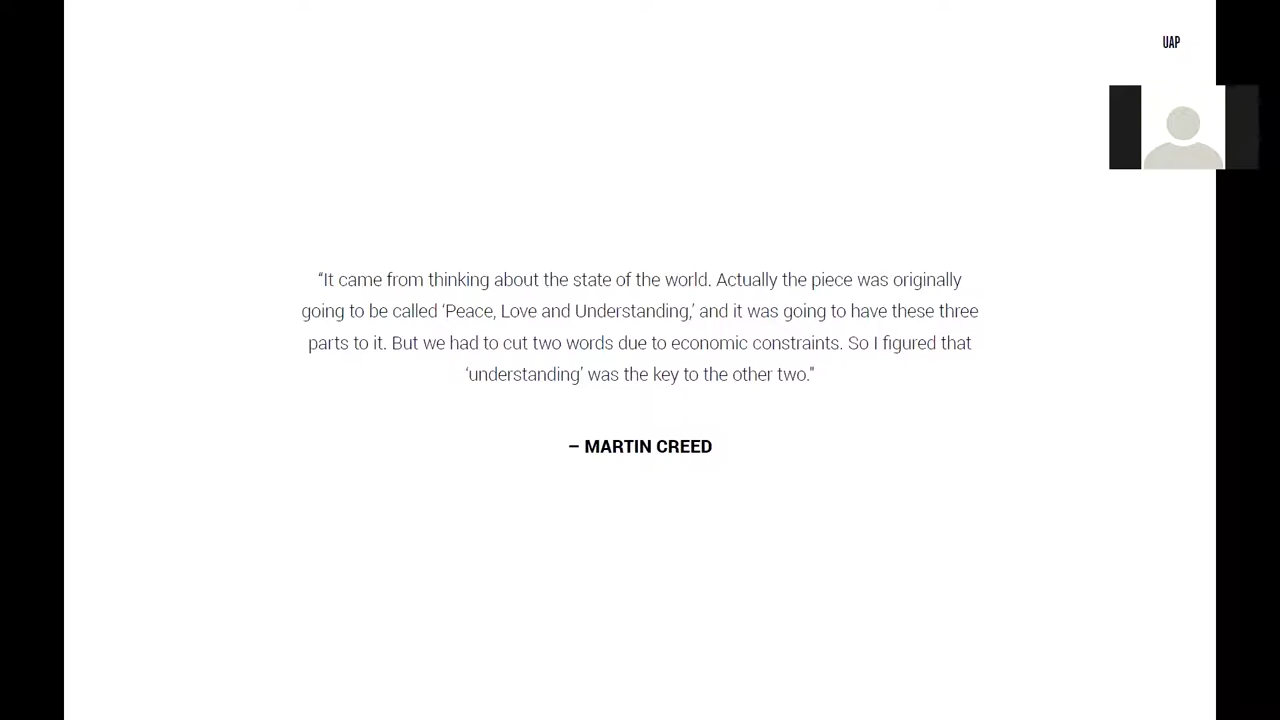 UAP
“It came from thinking about the state of the world. Actually the piece was originally
going to be called ‘Peace, Love and Understanding,’ and it was going to have these three
parts to it. But we had to cut two words due to economic constraints. So I figured that
‘understanding’ was the key to the other two."
– MARTIN CREED